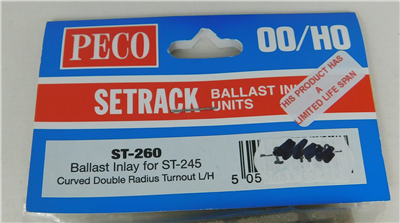 PECO
OO/HO
SETRACK
BALLAST IN
UNITS
THIS PRODUCT HAS
A
LIMITED LIFE SPAN
ST-260
Ballast Inlay for ST-245
Curved Double Radius Turnout L/H
5 05